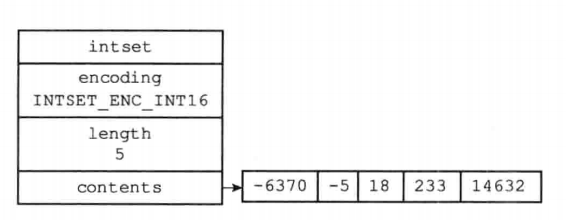 intset
encoding
INTSET_ENC_INT16
length
5
contents
-6370 -5 18 233 14632